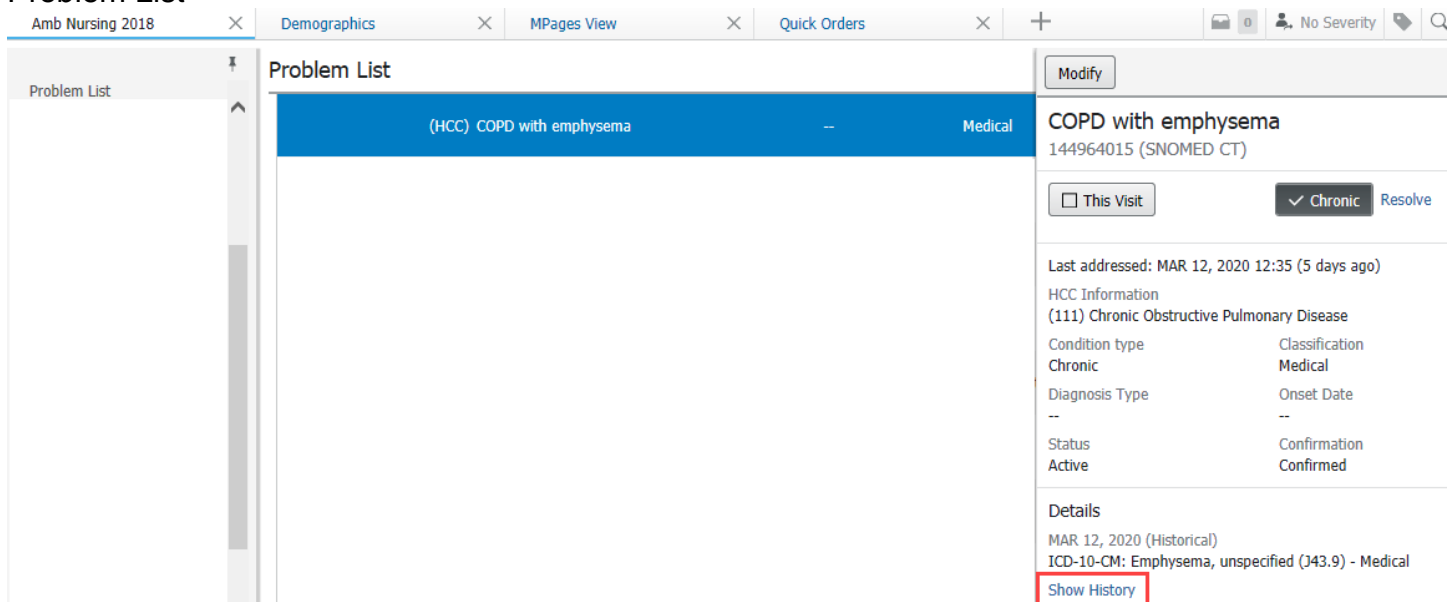 Problem List
Amb Nursing 2018 Demographics MPages View Quick Orders 0 No Severity
Problem List
Problem List
(HCC) COPD with emphysema -- Medical
Modify
COPD with emphysema
144964015 (SNOMED CT)
This Visit Chronic Resolve
Last addressed: MAR 12, 2020 12:35 (5 days ago)
HCC Information
(111) Chronic Obstructive Pulmonary Disease
Condition type Classification
Chronic Medical
Diagnosis Type Onset Date
-- --
Status Confirmation
Active Confirmed
Details
MAR 12, 2020 (Historical)
ICD-10-CM: Emphysema, unspecified (J43.9) - Medical
Show History